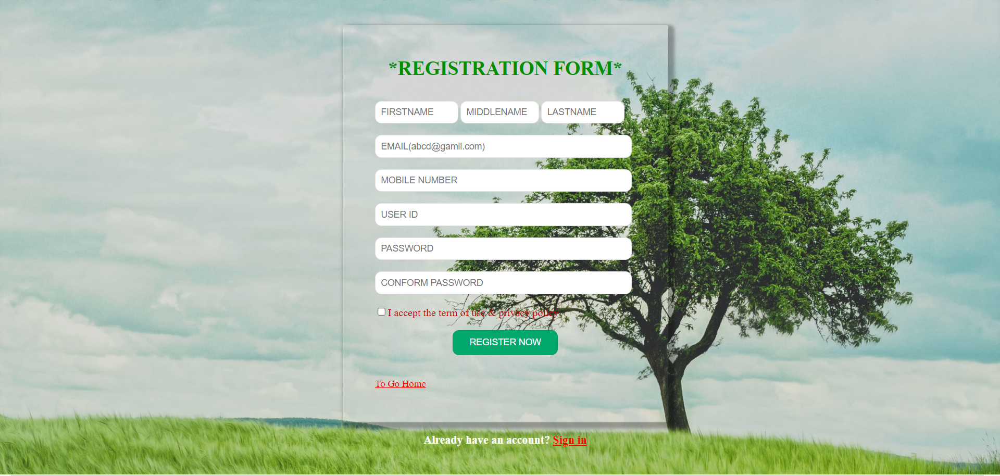 *REGISTRATION FORM*
FIRSTNAME MIDDLENAME LASTNAME
EMAIL(abcd@gamil.com)
MOBILE NUMBER
USER ID
PASSWORD
CONFORM PASSWORD
I accept the term of use & privacy policy
REGISTER NOW
To Go Home
Already have an account? Sign in